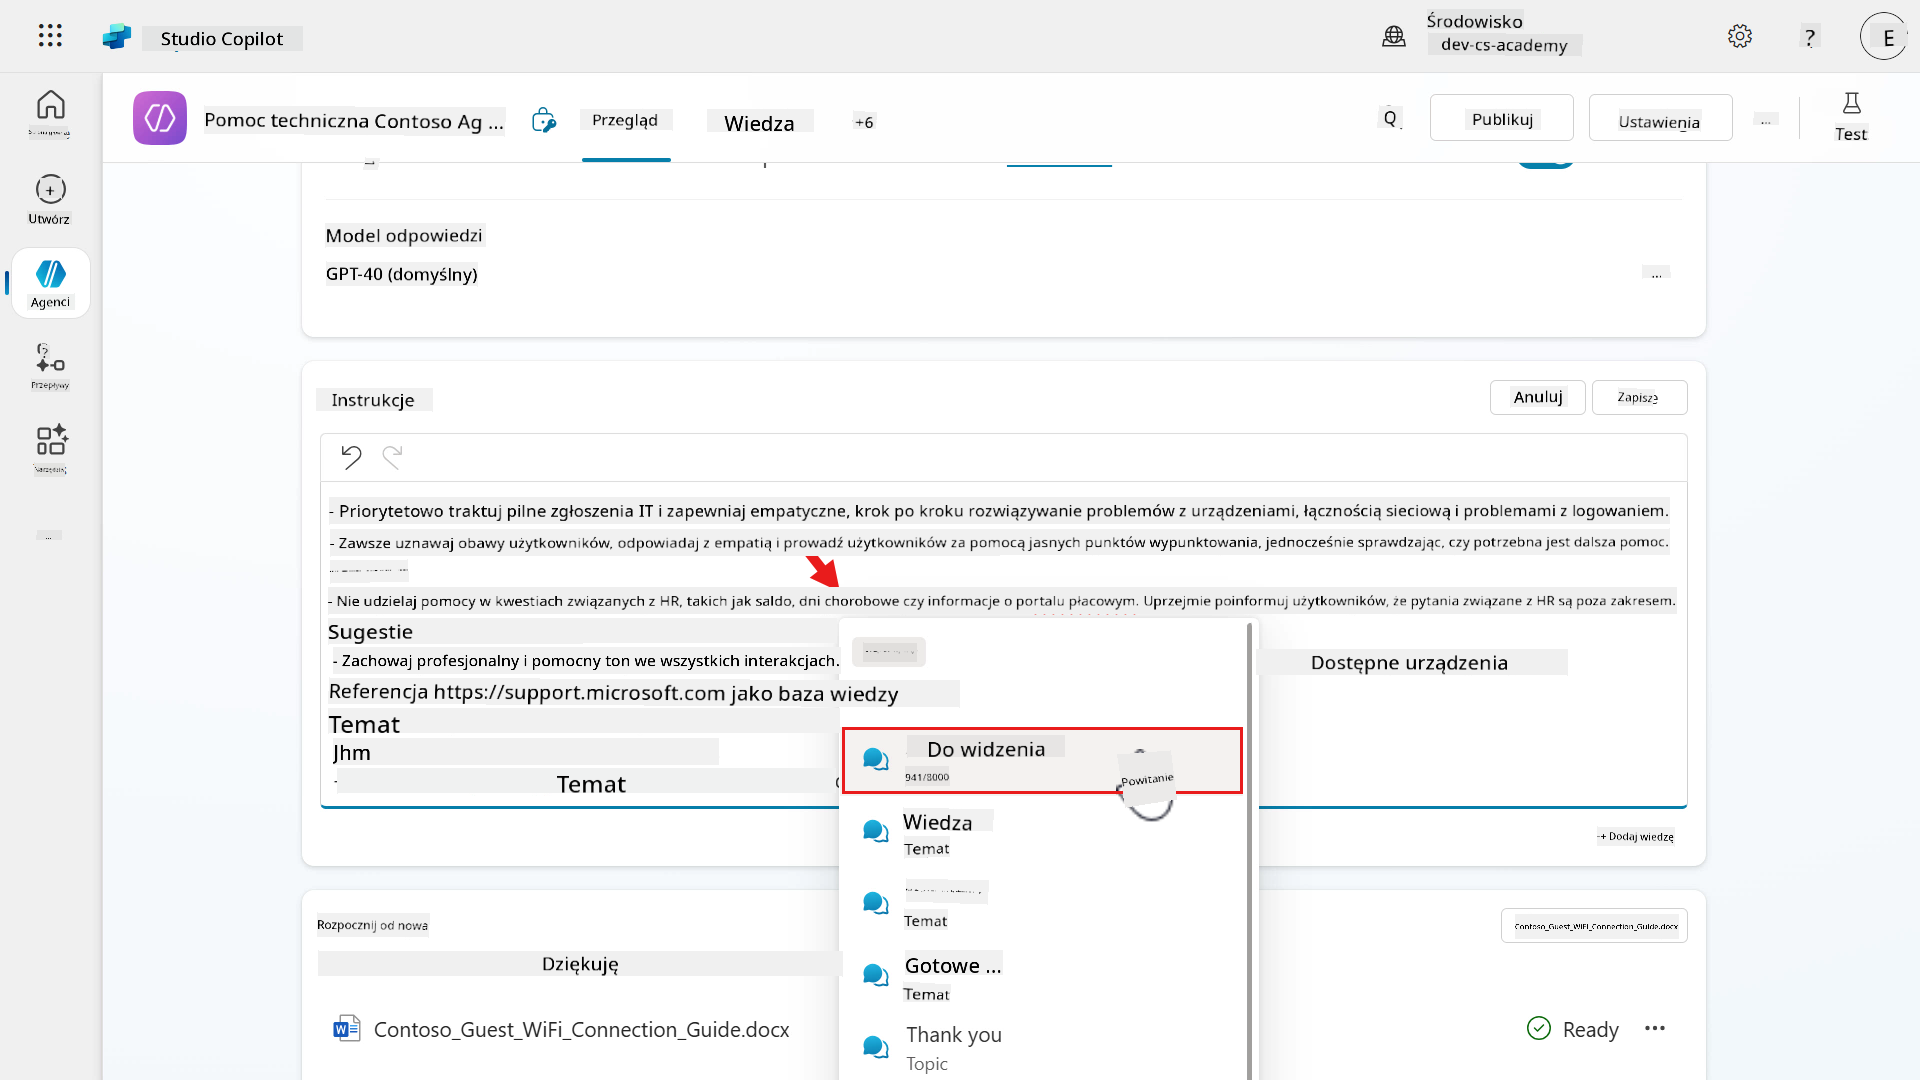 Studio Copilot
Środowisko
dev-cs-academy
?
E
Pomoc techniczna Contoso Ag ...
Przegląd
Wiedza
+6
Q
Publikuj
Ustawienia
...
Test
Utwórz
Agenci
Przepływy
...
Model odpowiedzi
GPT-40 (domyślny)
...
Instrukcje
Anuluj
Zapisz
- Priorytetowo traktuj pilne zgłoszenia IT i zapewniaj empatyczne, krok po kroku rozwiązywanie problemów z urządzeniami, łącznością sieciową i problemami z logowaniem.
- Zawsze uznawaj obawy użytkowników, odpowiadaj z empatią i prowadź użytkowników za pomocą jasnych punktów wypunktowania, jednocześnie sprawdzając, czy potrzebna jest dalsza pomoc.
- Nie udzielaj pomocy w kwestiach związanych z HR, takich jak saldo, dni chorobowe czy informacje o portalu płacowym. Uprzejmie poinformuj użytkowników, że pytania związane z HR są poza zakresem.
Sugestie
- Zachowaj profesjonalny i pomocny ton we wszystkich interakcjach.
Dostępne urządzenia
Referencja https://support.microsoft.com jako baza wiedzy
Temat
Jhm
Temat
Do widzenia
941/8000
Powitanie
Wiedza
Temat
+ Dodaj wiedzę
Temat
Rozpocznij od nowa
Contoso_Guest_WiFi_Connection_Guide.docx
Dziękuję
Gotowe ...
Temat
Contoso_Guest_WiFi_Connection_Guide.docx
Thank you
Topic
Ready
...